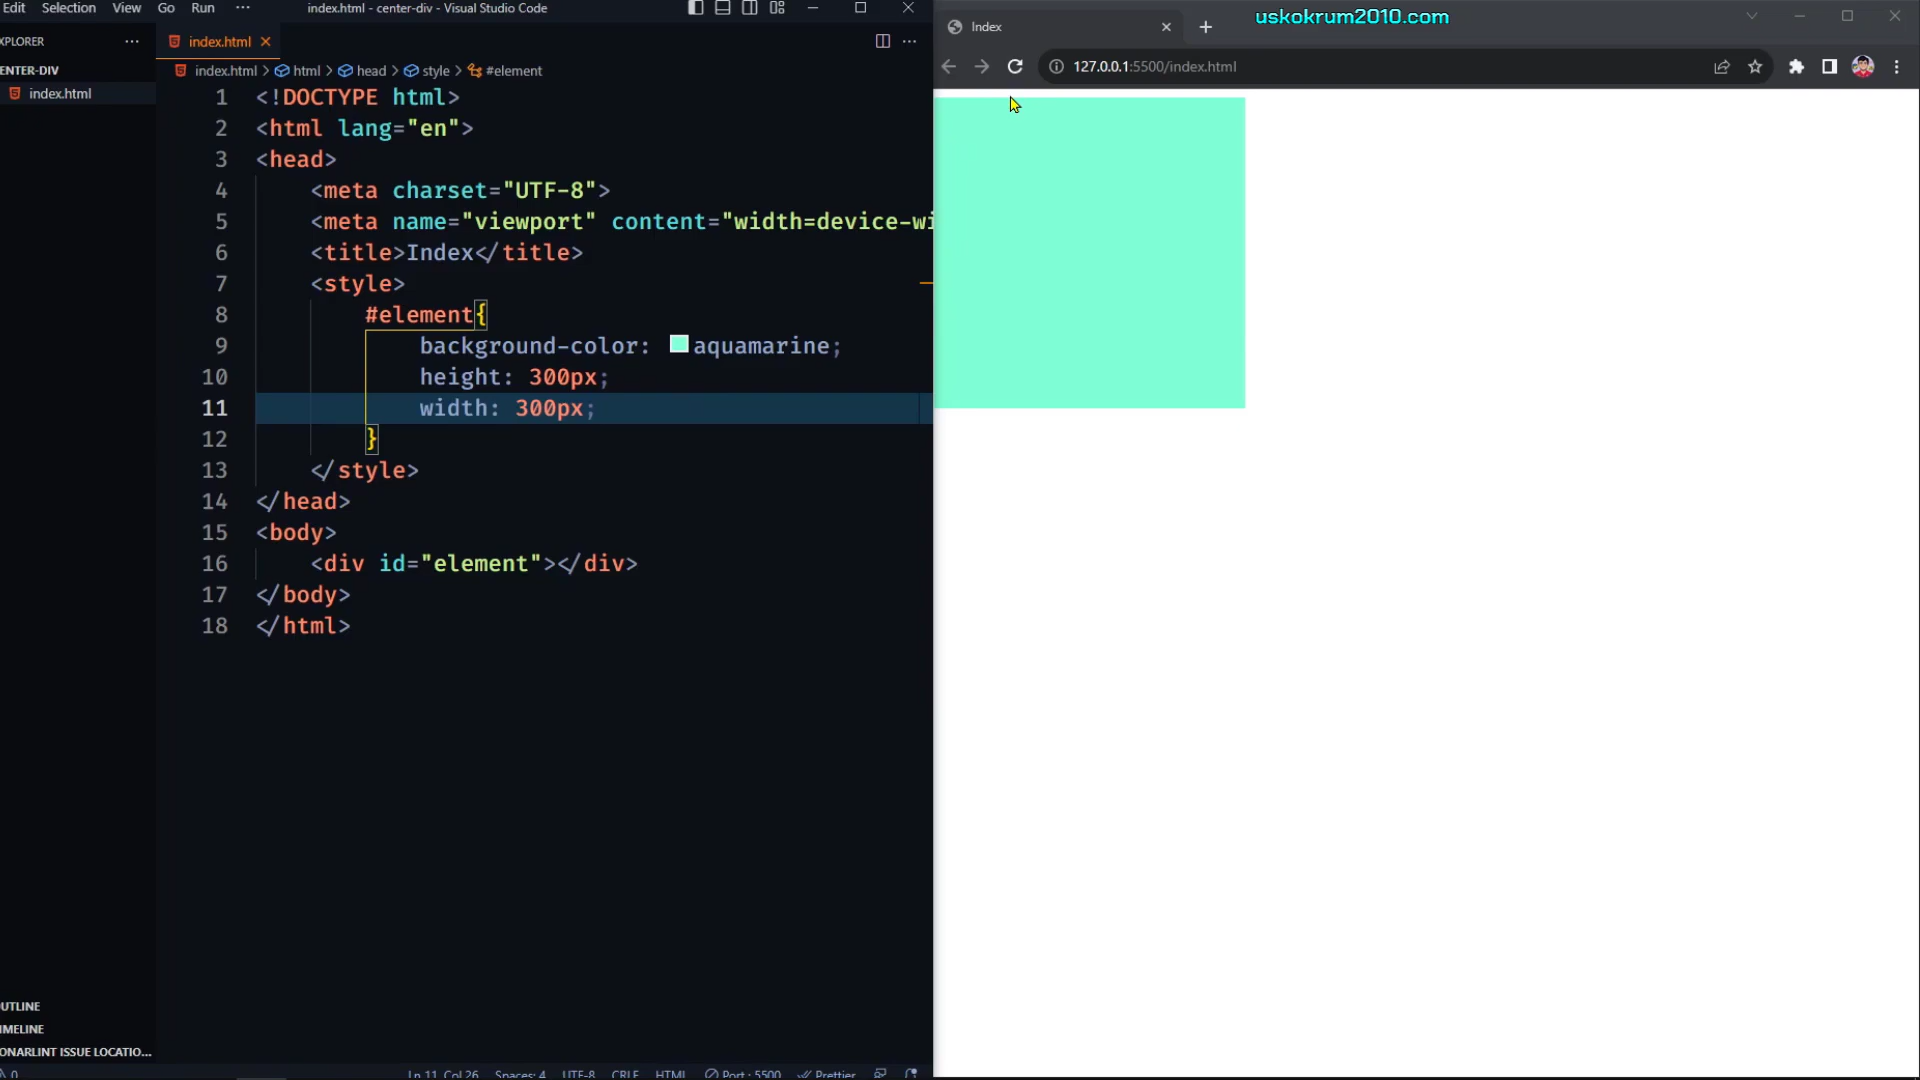 Edit Selection View Go Run ··· index.html - center-div - Visual Studio Code
XPLORER ···
index.html
ENTER-DIV
index.html
index.html > html > head > style > #element
1 <!DOCTYPE html>
2 <html lang="en">
3 <head>
4 <meta charset="UTF-8">
5 <meta name="viewport" content="width=device-wi
6 <title>Index</title>
7 <style>
8 #element{
9 background-color: aquamarine;
10 height: 300px;
11 width: 300px;
12 }
13 </style>
14 </head>
15 <body>
16 <div id="element"></div>
17 </body>
18 </html>
UTLINE
IMELINE
ONARLINT ISSUE LOCATIO...
0 Ln 11, Col 26 Spaces: 4 UTF-8 CRLF HTML Port : 5500 Prettier
Index
uskokrum2010.com
127.0.0.1:5500/index.html